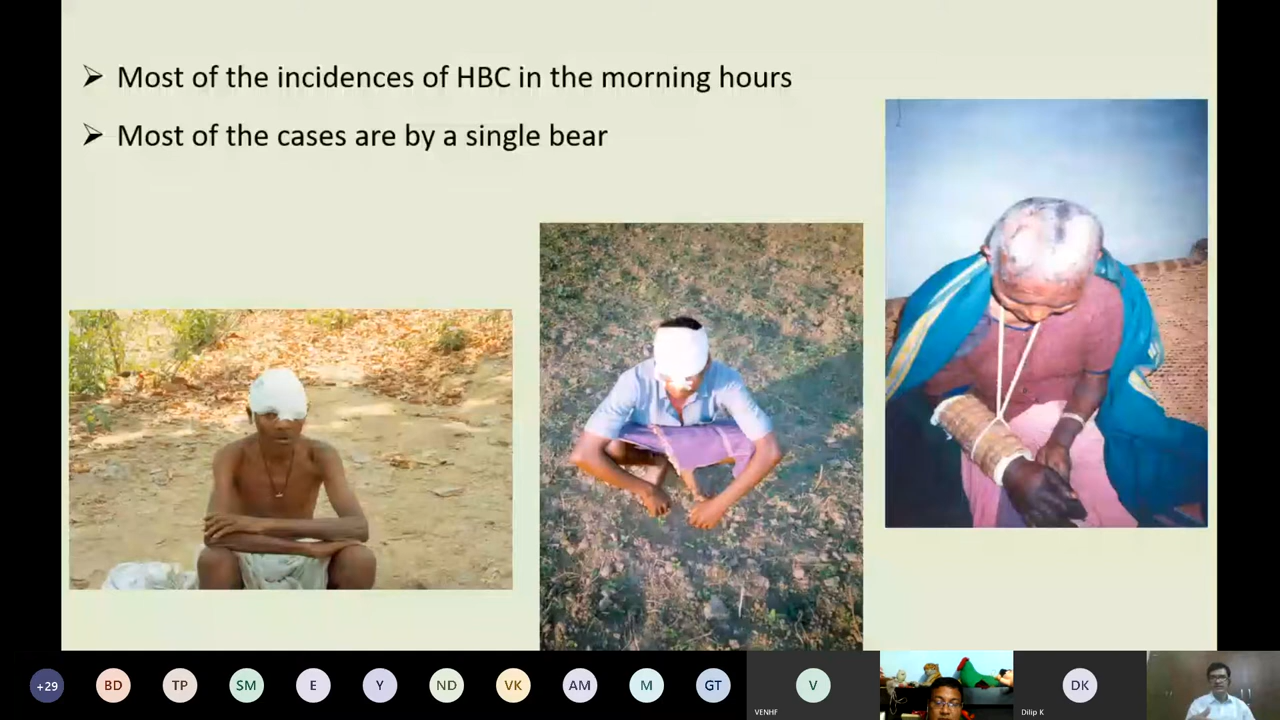 ➢ Most of the incidences of HBC in the morning hours
➢ Most of the cases are by a single bear
+29
BD
TP
SM
E
Y
ND
VK
AM
M
GT
V
DK
VENHF
Dilip K